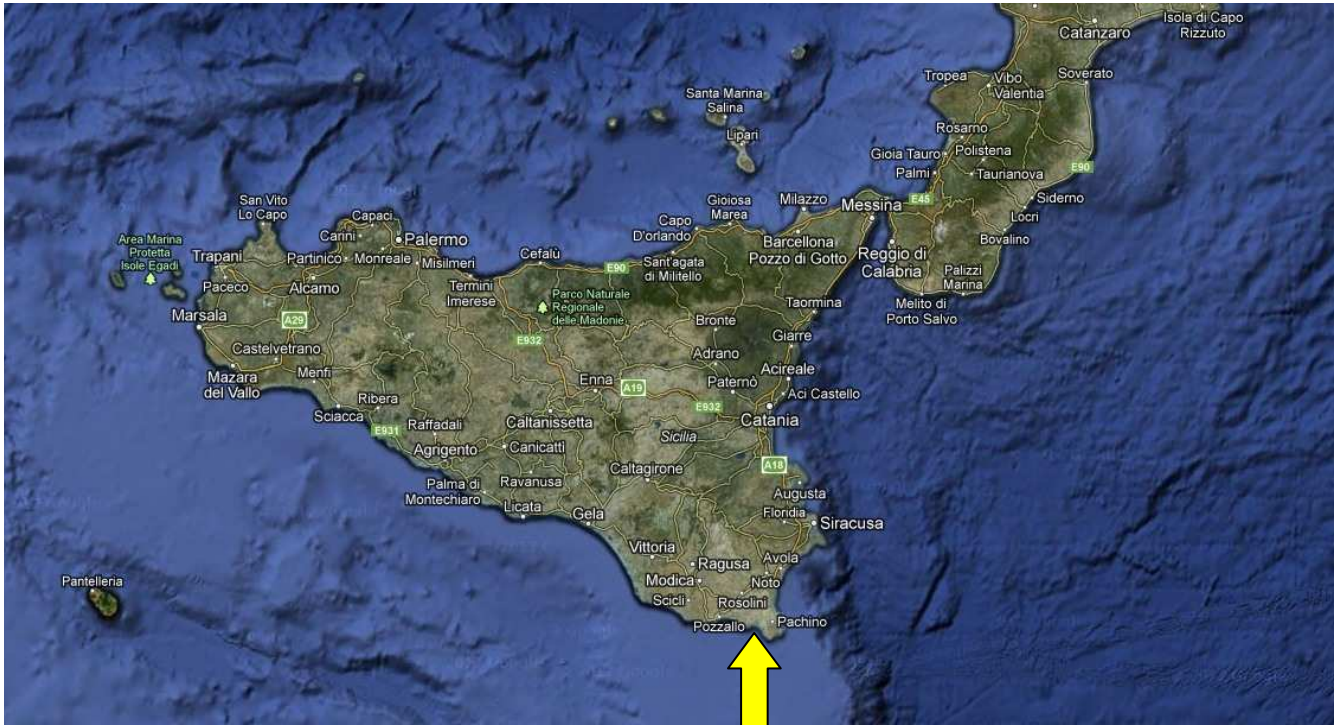 Isola di Capo
Rizzuto
Catanzaro
Tropea
Vibo
Valentia
Soverato
Santa Marina
Salina
Lipari
Rosarno
Gioia Tauro
Polistena
Palmi
Taurianova
E90
Siderno
Locri
Bovalino
E45
Messina
Reggio di
Calabria
Palizzi
Marina
Melito di
Porto Salvo
San Vito
Lo Capo
Capaci
Carini
Palermo
Area Marina
Protetta
Isole Egadi
Trapani
Partinico
Monreale
Misilmeri
Paceco
Alcamo
Termini
Imerese
Cefalù
E90
Capo
D'orlando
Gioiosa
Marea
Milazzo
Barcellona
Pozzo di Gotto
Sant'agata
di Militello
Parco Naturale
Regionale
delle Madonie
Taormina
Marsala
A29
Bronte
Giarre
E932
Castelvetrano
Adrano
Acireale
Mazara
del Vallo
Menfi
Enna
A19
Paternò
Aci Castello
Sciacca
Ribera
E932
Catania
E931
Raffadali
Caltanissetta
Sicilia
Agrigento
Canicatti
Caltagirone
A18
Palma di
Montechiaro
Ravanusa
Augusta
Licata
Gela
Floridia
Siracusa
Vittoria
Ragusa
Avola
Modica
Noto
Scicli
Rosolini
Pozzallo
Pachino
Pantelleria